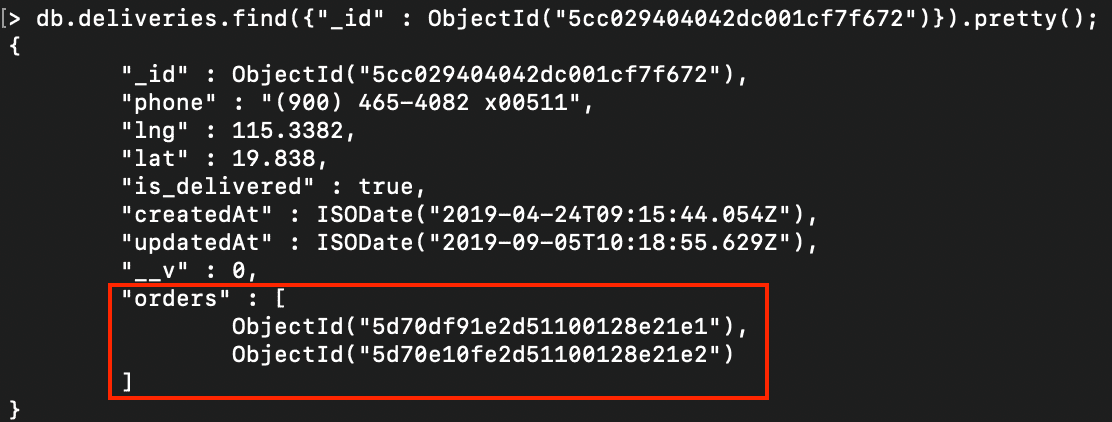 > db.deliveries.find({"_id" : ObjectId("5cc029404042dc001cf7f672")}).pretty();
{
"_id" : ObjectId("5cc029404042dc001cf7f672"),
"phone" : "(900) 465-4082 x00511",
"lng" : 115.3382,
"lat" : 19.838,
"is_delivered" : true,
"createdAt" : ISODate("2019-04-24T09:15:44.054Z"),
"updatedAt" : ISODate("2019-09-05T10:18:55.629Z"),
"__v" : 0,
"orders" : [
ObjectId("5d70df91e2d51100128e21e1"),
ObjectId("5d70e10fe2d51100128e21e2")
]
}